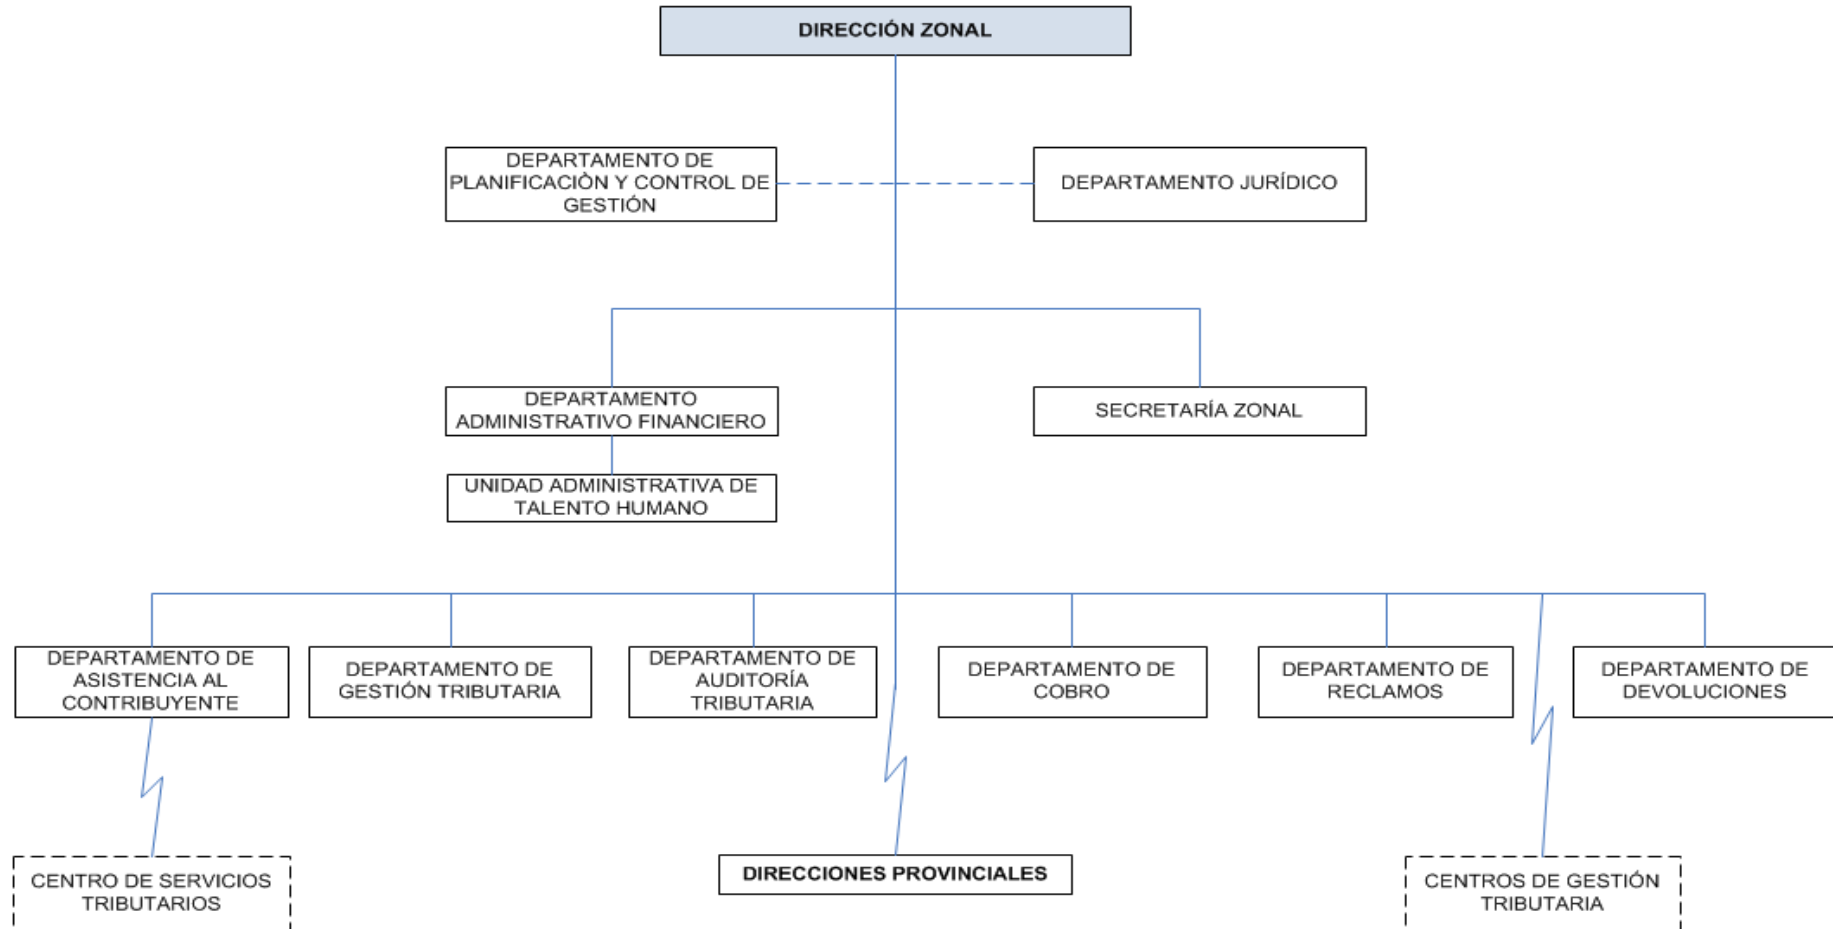 DIRECCIÓN ZONAL
DEPARTAMENTO DE
PLANIFICACIÒN Y CONTROL DE
GESTIÓN
DEPARTAMENTO JURÍDICO
DEPARTAMENTO
ADMINISTRATIVO FINANCIERO
SECRETARÍA ZONAL
UNIDAD ADMINISTRATIVA DE
TALENTO HUMANO
DEPARTAMENTO DE
ASISTENCIA AL
CONTRIBUYENTE
DEPARTAMENTO DE
GESTIÓN TRIBUTARIA
DEPARTAMENTO DE
AUDITORÍA
TRIBUTARIA
DEPARTAMENTO DE
COBRO
DEPARTAMENTO DE
RECLAMOS
DEPARTAMENTO DE
DEVOLUCIONES
CENTRO DE SERVICIOS
TRIBUTARIOS
DIRECCIONES PROVINCIALES
CENTROS DE GESTIÓN
TRIBUTARIA